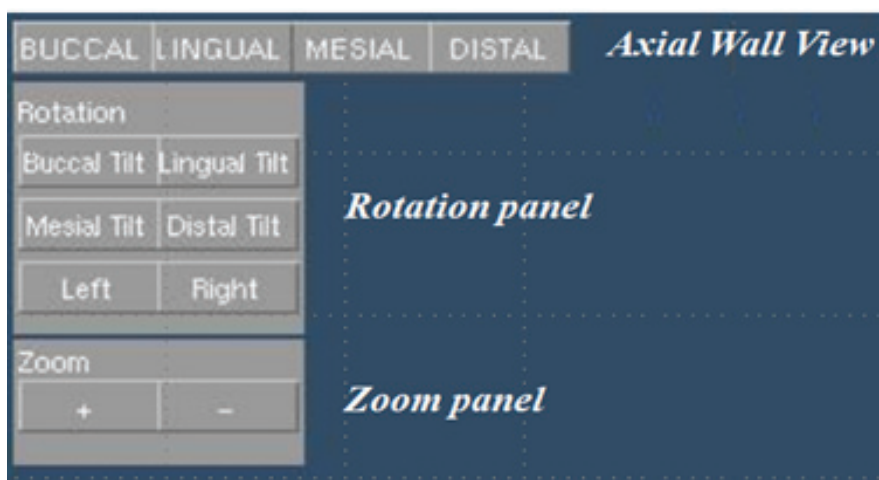 BUCCAL LINGUAL MESIAL DISTAL Axial Wall View
Rotation
Buccal Tilt Lingual Tilt
Rotation panel
Mesial Tilt Distal Tilt
Left Right
Zoom
+ − Zoom panel